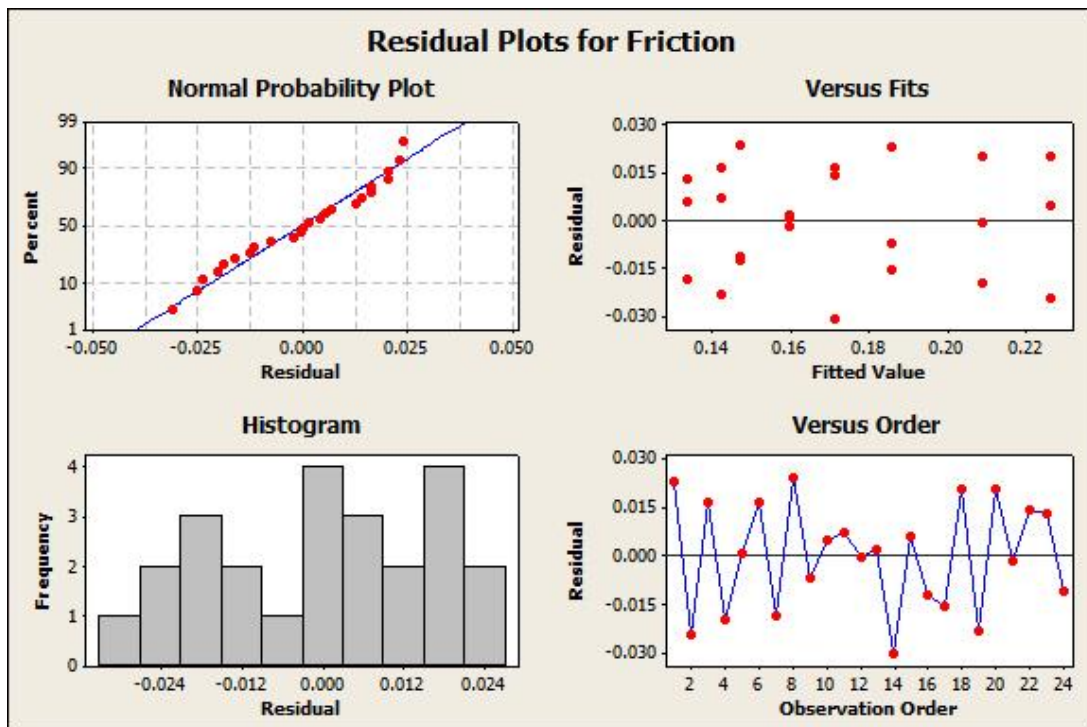 Residual Plots for Friction
Normal Probability Plot
99
90
50
10
1
Percent
-0.050 -0.025 0.000 0.025 0.050
Residual
Versus Fits
0.030
0.015
0.000
-0.015
-0.030
Residual
0.14 0.16 0.18 0.20 0.22
Fitted Value
Histogram
4
3
2
1
0
Frequency
-0.024 -0.012 0.000 0.012 0.024
Residual
Versus Order
0.030
0.015
0.000
-0.015
-0.030
Residual
2 4 6 8 10 12 14 16 18 20 22 24
Observation Order